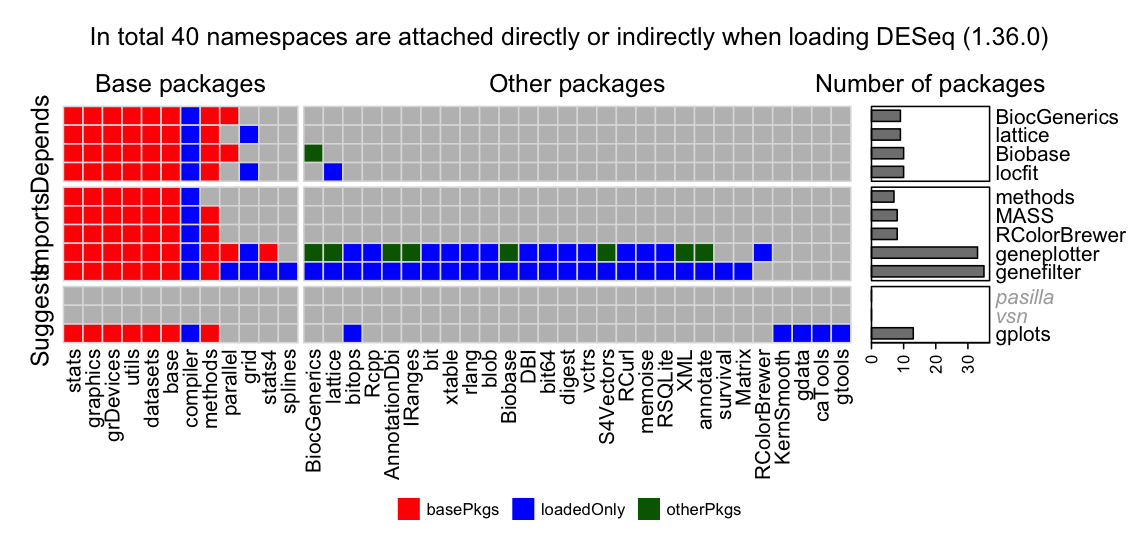 In total 40 namespaces are attached directly or indirectly when loading DESeq (1.36.0)
Base packages
Other packages
Number of packages
Depends
Imports
Suggests
BiocGenerics
lattice
Biobase
locfit
methods
MASS
RColorBrewer
geneplotter
genefilter
pasilla
vsn
gplots
stats
graphics
grDevices
utils
datasets
base
compiler
methods
parallel
grid
stats4
splines
BiocGenerics
lattice
bitops
Rcpp
AnnotationDbi
IRanges
bit
xtable
rlang
blob
Biobase
DBI
bit64
digest
vctrs
S4Vectors
RCurl
memoise
RSQLite
XML
annotate
survival
Matrix
RColorBrewer
KernSmooth
gdata
caTools
gtools
0
10
20
30
basePkgs
loadedOnly
otherPkgs